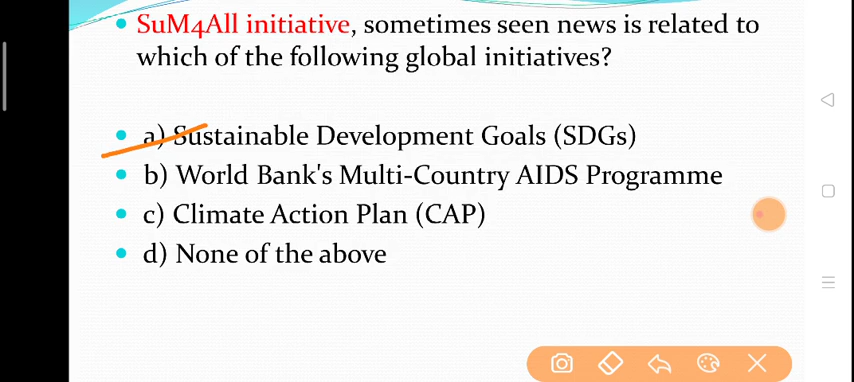 SuM4All initiative, sometimes seen news is related to
which of the following global initiatives?
a) Sustainable Development Goals (SDGs)
b) World Bank's Multi-Country AIDS Programme
c) Climate Action Plan (CAP)
d) None of the above